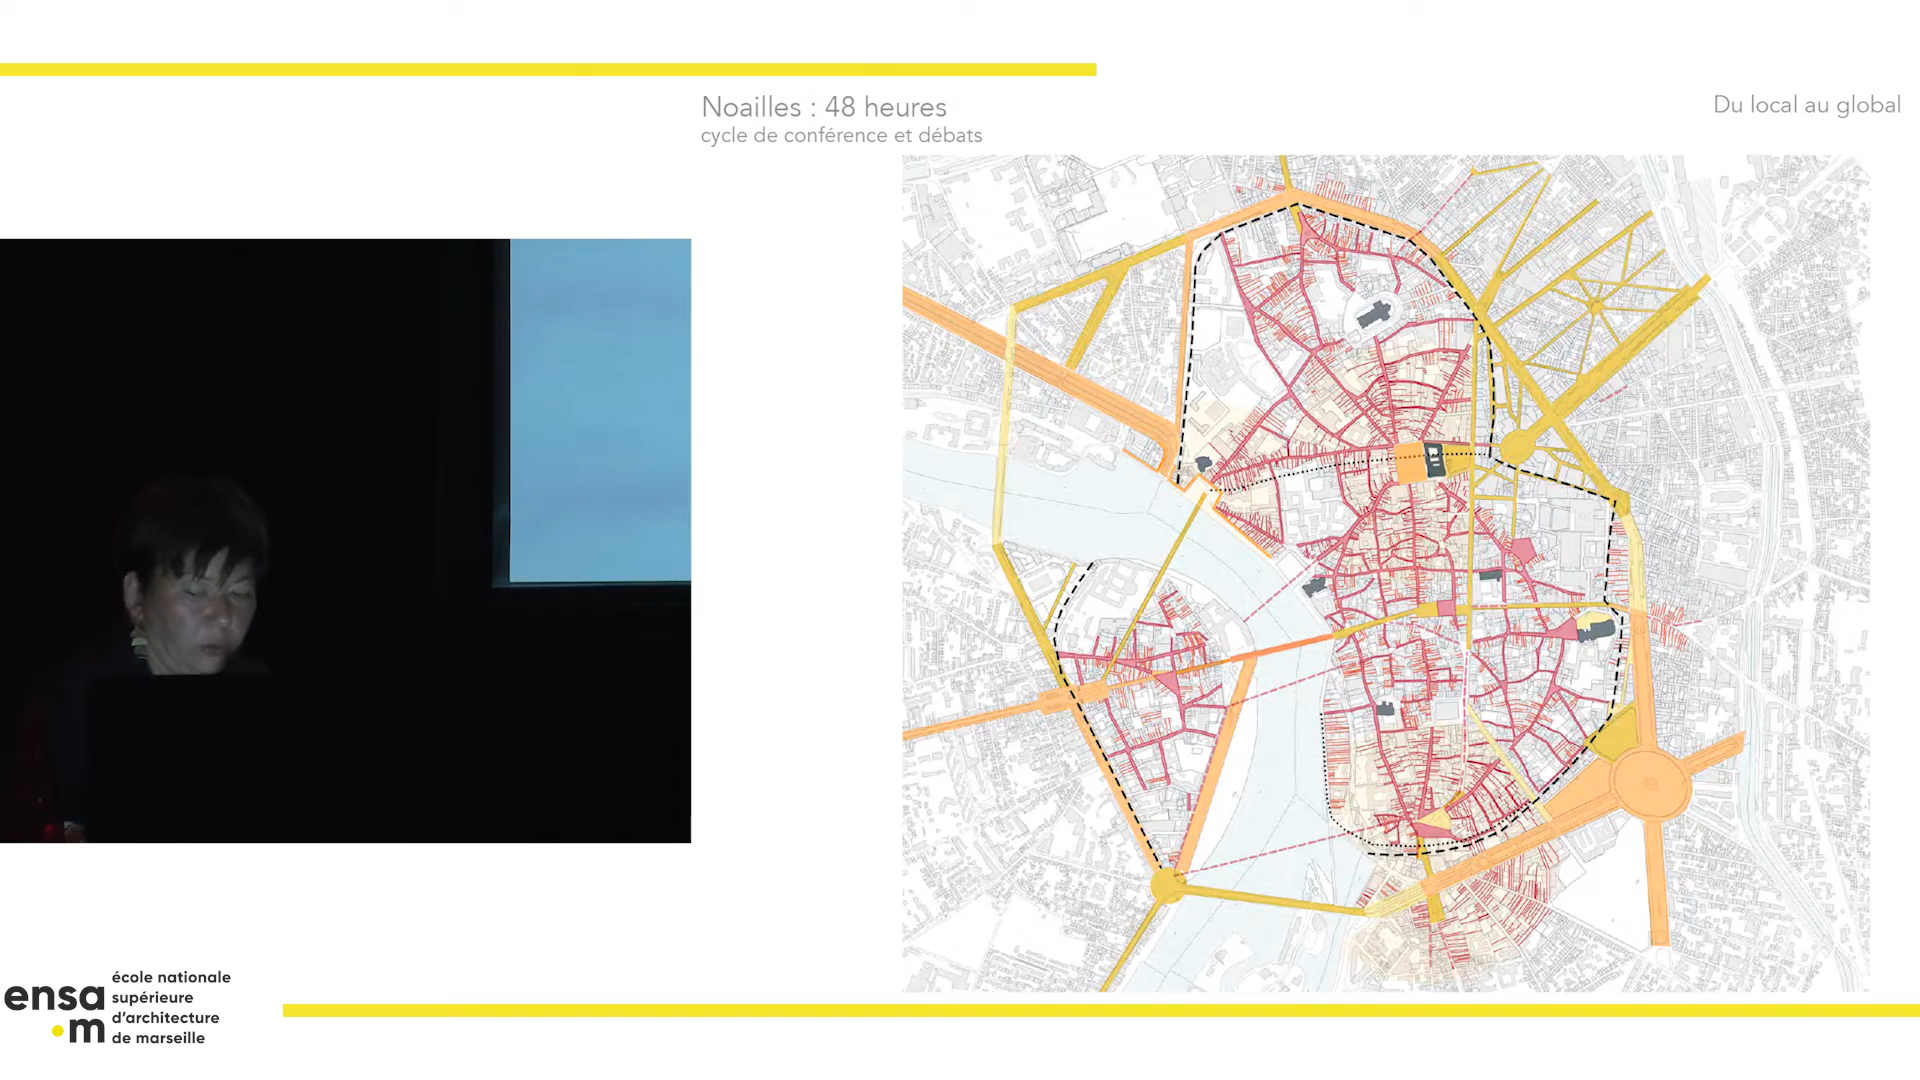 Noailles : 48 heures
cycle de conférence et débats
Du local au global
ensa
•m
école nationale
supérieure
d'architecture
de marseille